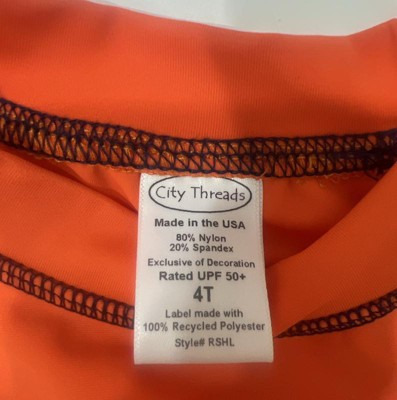 City Threads
Made in the USA
80% Nylon
20% Spandex
Exclusive of Decoration
Rated UPF 50+
4T
Label made with
100% Recycled Polyester
Style# RSHL